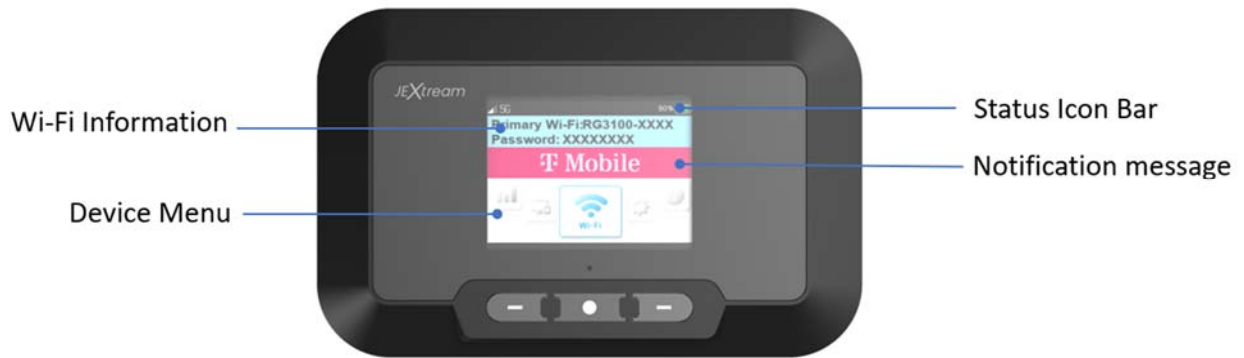 JEXtream
5G 90%
Primary Wi-Fi:RG3100-XXXX
Password: XXXXXXXX
T Mobile
Wi-Fi
Wi-Fi Information
Device Menu
Status Icon Bar
Notification message